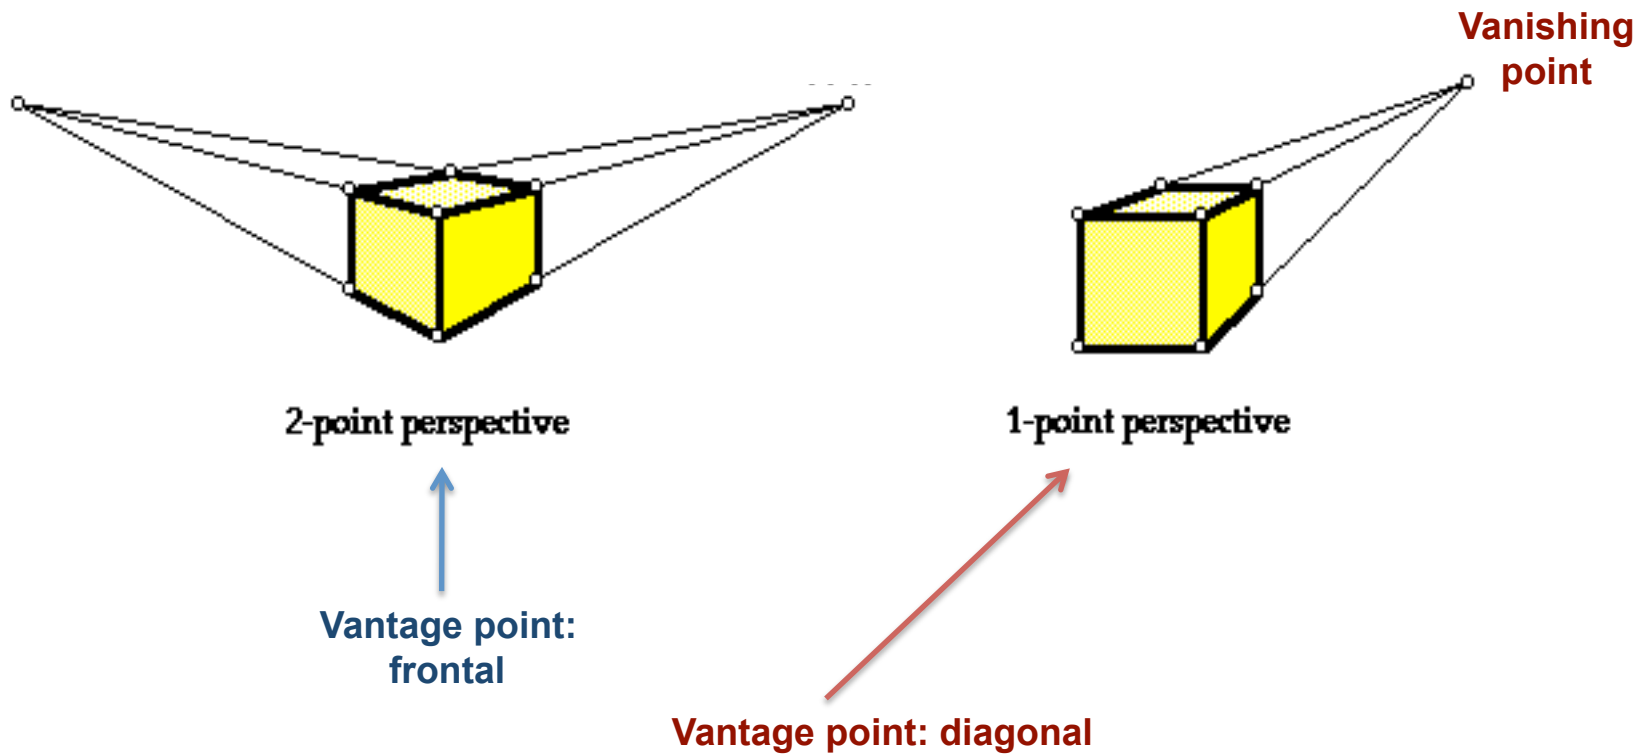 Vanishing
point
2-point perspective
1-point perspective
Vantage point:
frontal
Vantage point: diagonal